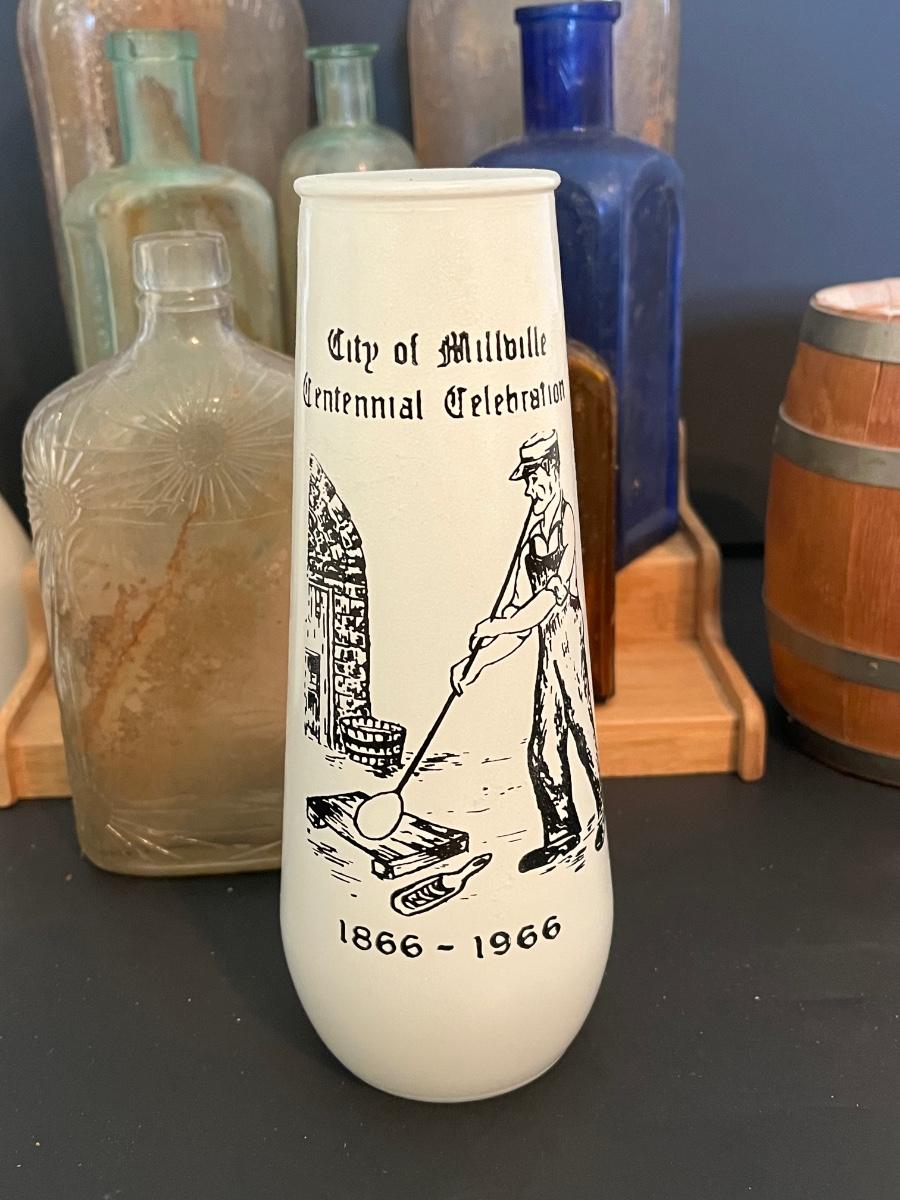 City of Millville
Centennial Celebration
1866 - 1966